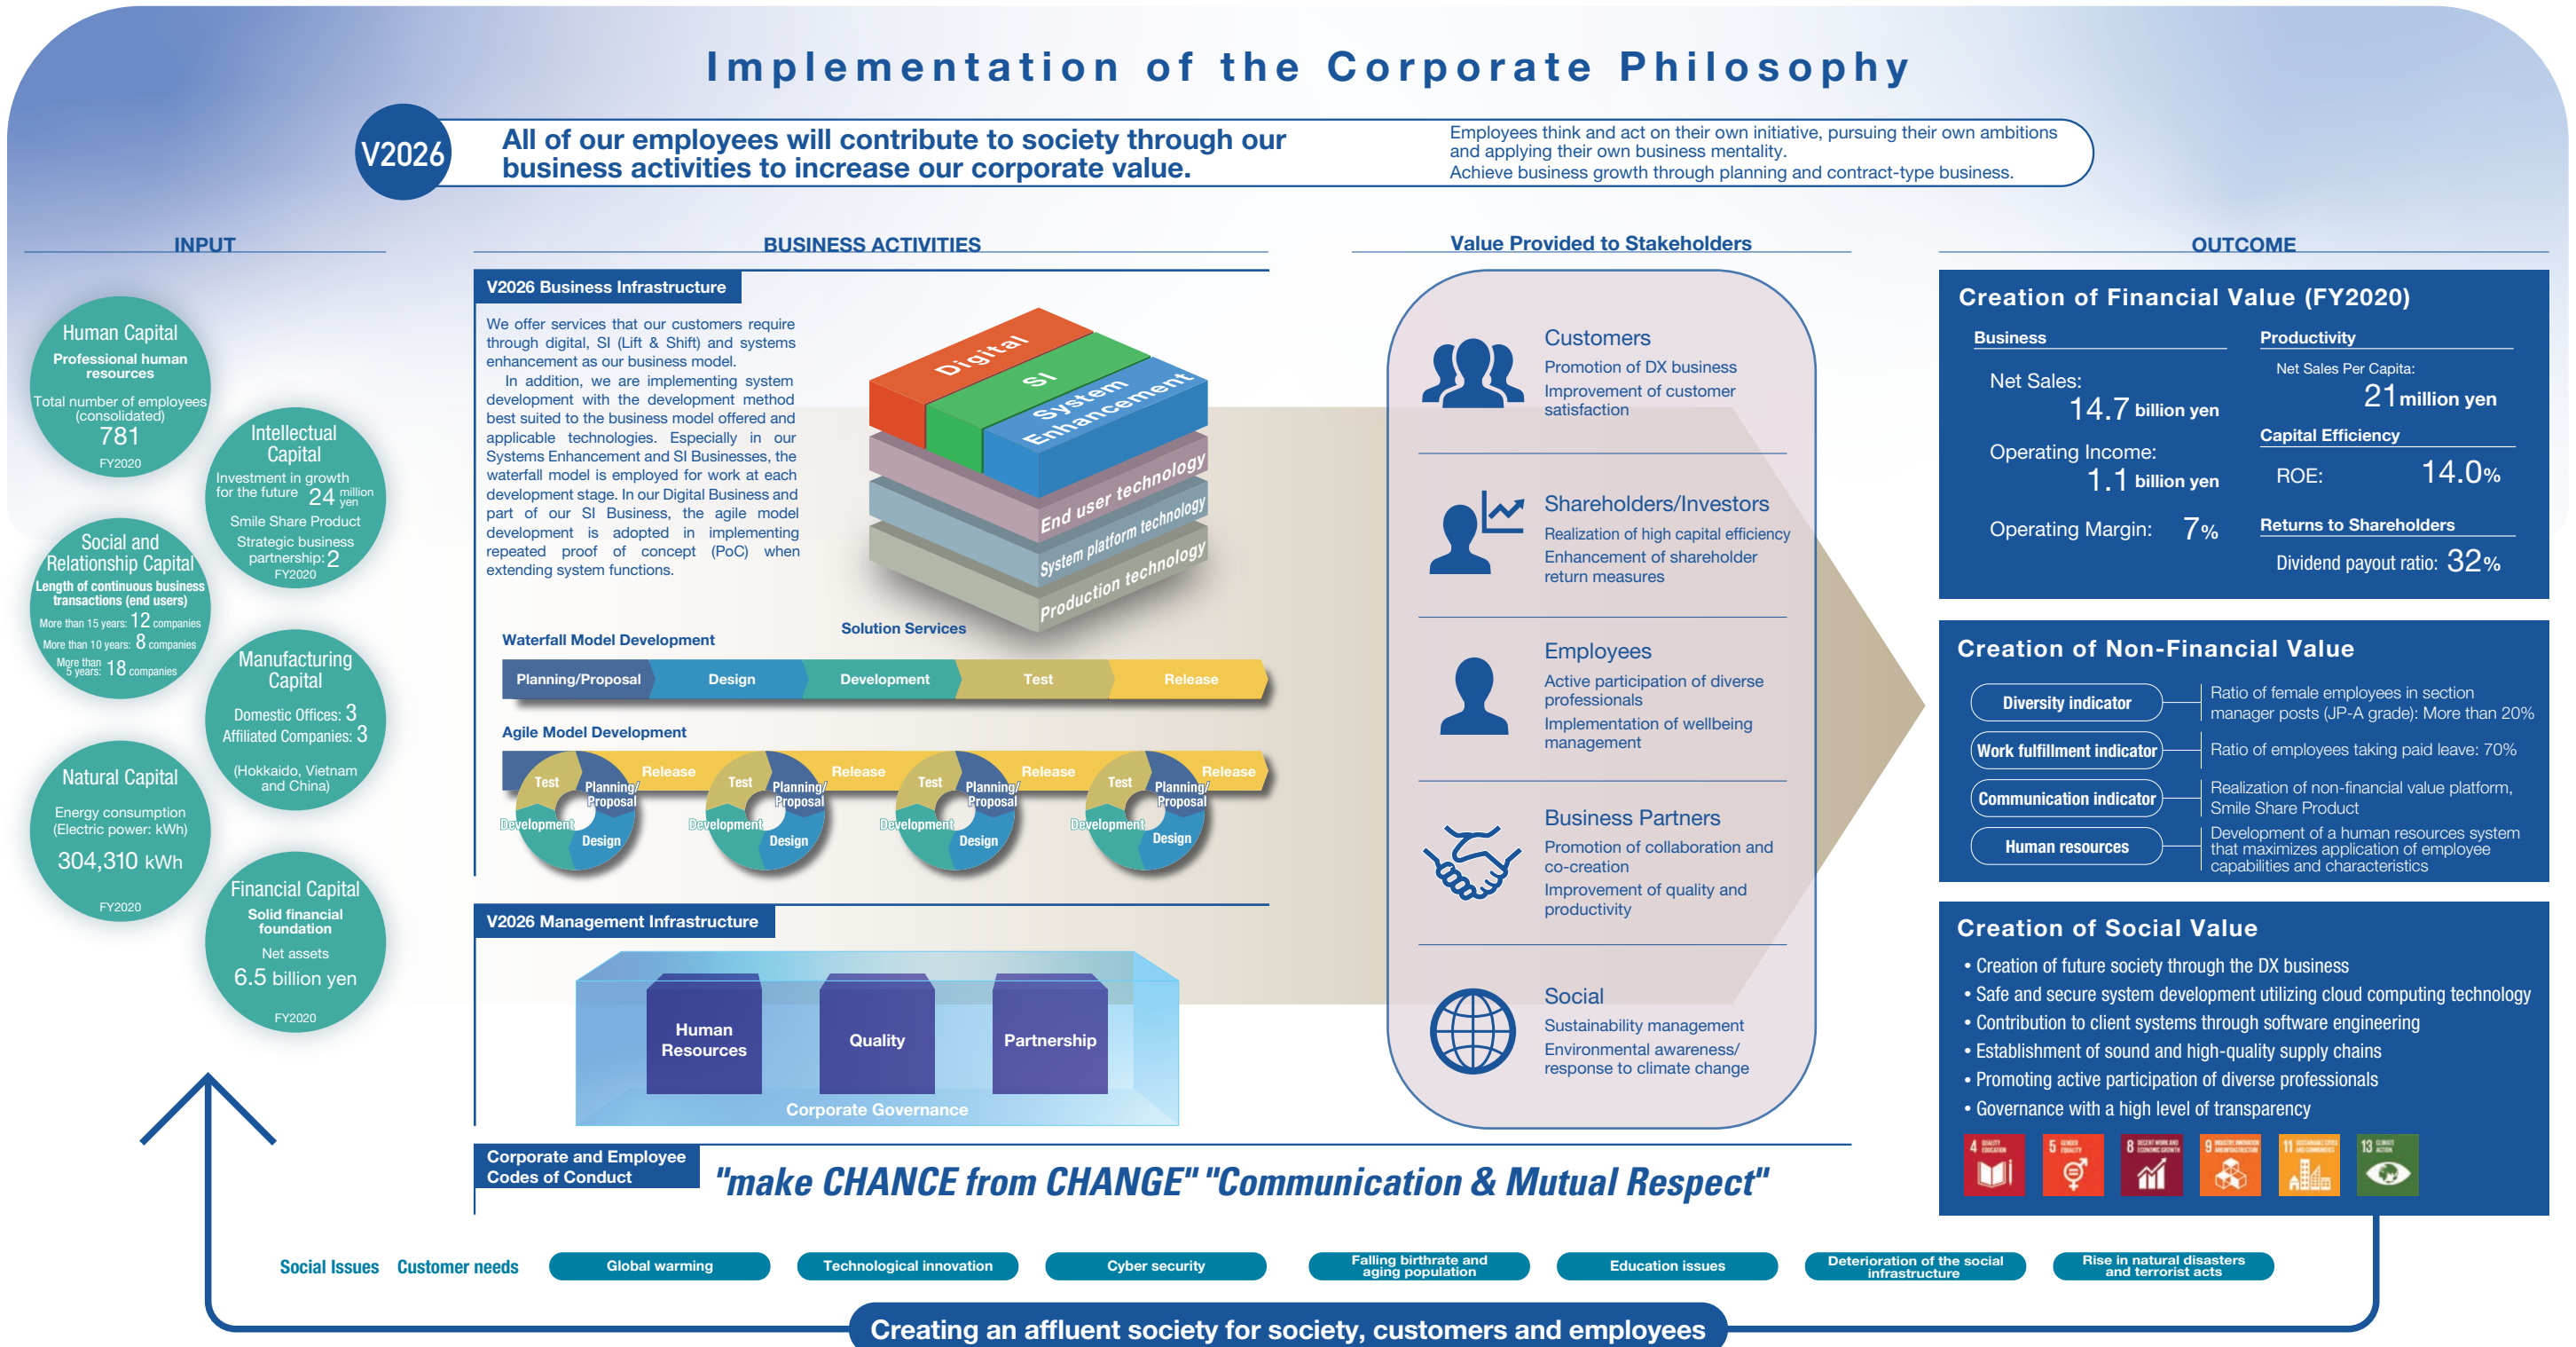 Implementation of the Corporate Philosophy
V2026
All of our employees will contribute to society through our
business activities to increase our corporate value.
Employees think and act on their own initiative, pursuing their own ambitions
and applying their own business mentality.
Achieve business growth through planning and contract-type business.
INPUT
Human Capital
Professional human
resources
Total number of employees
(consolidated)
781
FY2020
Intellectual
Capital
Investment in growth
for the future 24 million
yen
Smile Share Product
Strategic business
partnership: 2
FY2020
Social and
Relationship Capital
Length of continuous business
transactions (end users)
More than 15 years: 12 companies
More than 10 years: 8 companies
More than
5 years: 18 companies
Manufacturing
Capital
Domestic Offices: 3
Affiliated Companies: 3
(Hokkaido, Vietnam
and China)
Natural Capital
Energy consumption
(Electric power: kWh)
304,310 kWh
FY2020
Financial Capital
Solid financial
foundation
Net assets
6.5 billion yen
FY2020
BUSINESS ACTIVITIES
V2026 Business Infrastructure
We offer services that our customers require
through digital, SI (Lift & Shift) and systems
enhancement as our business model.
In addition, we are implementing system
development with the development method
best suited to the business model offered and
applicable technologies. Especially in our
Systems Enhancement and SI Businesses, the
waterfall model is employed for work at each
development stage. In our Digital Business and
part of our SI Business, the agile model
development is adopted in implementing
repeated proof of concept (PoC) when
extending system functions.
Digital
SI
System
Enhancement
End user technology
System platform technology
Production technology
Solution Services
Waterfall Model Development
Planning/Proposal
Design
Development
Test
Release
Agile Model Development
Test
Planning/
Proposal
Development
Design
Release
Test
Planning/
Proposal
Development
Design
Release
Test
Planning/
Proposal
Development
Design
Release
Test
Planning/
Proposal
Development
Design
Release
V2026 Management Infrastructure
Human
Resources
Quality
Partnership
Corporate Governance
Corporate and Employee
Codes of Conduct
"make CHANCE from CHANGE" "Communication & Mutual Respect"
Value Provided to Stakeholders
Customers
Promotion of DX business
Improvement of customer
satisfaction
Shareholders/Investors
Realization of high capital efficiency
Enhancement of shareholder
return measures
Employees
Active participation of diverse
professionals
Implementation of wellbeing
management
Business Partners
Promotion of collaboration and
co-creation
Improvement of quality and
productivity
Social
Sustainability management
Environmental awareness/
response to climate change
OUTCOME
Creation of Financial Value (FY2020)
Business
Net Sales:
14.7 billion yen
Operating Income:
1.1 billion yen
Operating Margin: 7%
Productivity
Net Sales Per Capita:
21 million yen
Capital Efficiency
ROE: 14.0%
Returns to Shareholders
Dividend payout ratio: 32%
Creation of Non-Financial Value
Diversity indicator
Ratio of female employees in section
manager posts (JP-A grade): More than 20%
Work fulfillment indicator
Ratio of employees taking paid leave: 70%
Communication indicator
Realization of non-financial value platform,
Smile Share Product
Human resources
Development of a human resources system
that maximizes application of employee
capabilities and characteristics
Creation of Social Value
• Creation of future society through the DX business
• Safe and secure system development utilizing cloud computing technology
• Contribution to client systems through software engineering
• Establishment of sound and high-quality supply chains
• Promoting active participation of diverse professionals
• Governance with a high level of transparency
4 QUALITY
EDUCATION
5 GENDER
EQUALITY
8 DECENT WORK AND
ECONOMIC GROWTH
9 INDUSTRY, INNOVATION
AND INFRASTRUCTURE
11 SUSTAINABLE CITIES
AND COMMUNITIES
13 CLIMATE
ACTION
Social Issues Customer needs
Global warming
Technological innovation
Cyber security
Falling birthrate and
aging population
Education issues
Deterioration of the social
infrastructure
Rise in natural disasters
and terrorist acts
Creating an affluent society for society, customers and employees